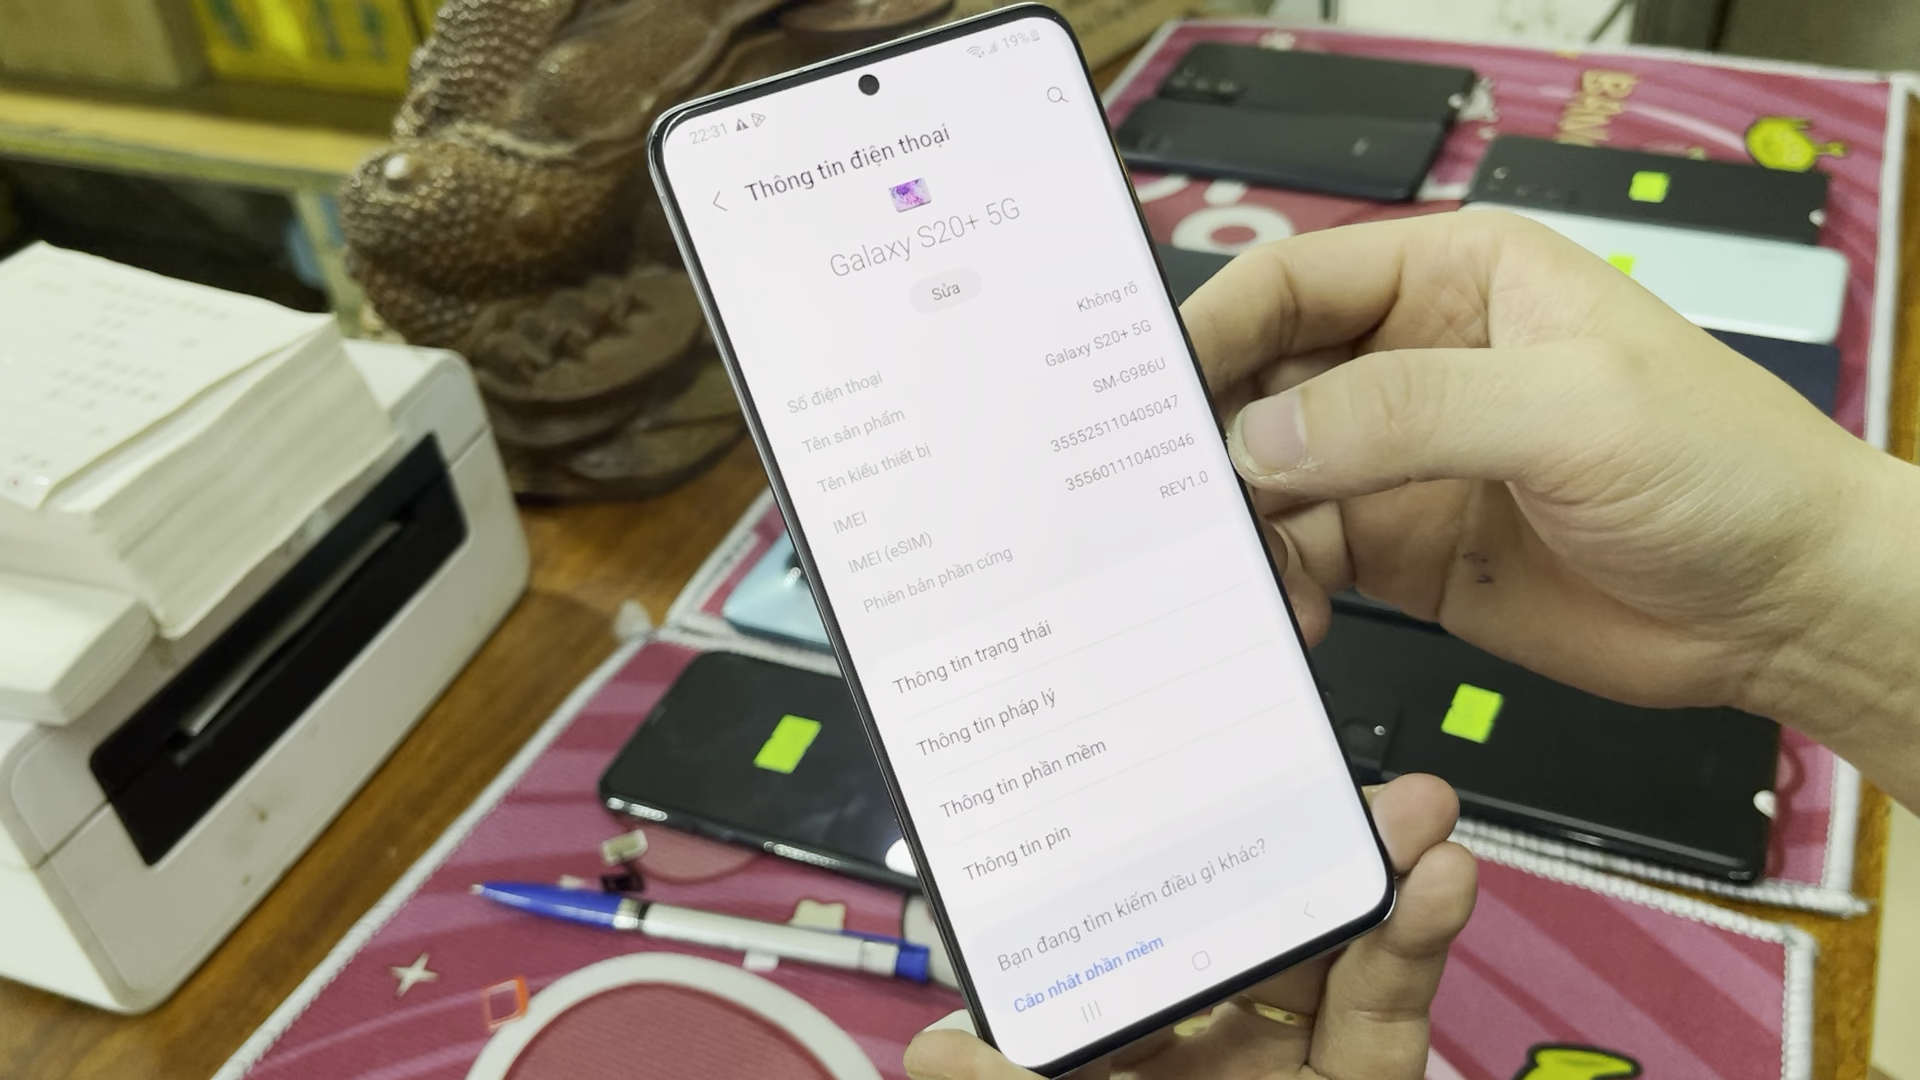 22:31
19%
Thông tin điện thoại
Galaxy S20+ 5G
Sửa
Số điện thoại
Không rõ
Tên sản phẩm
Galaxy S20+ 5G
Tên kiểu thiết bị
SM-G986U
IMEI
355525110405047
IMEI (eSIM)
355601110405046
Phiên bản phần cứng
REV1.0
Thông tin trạng thái
Thông tin pháp lý
Thông tin phần mềm
Thông tin pin
Bạn đang tìm kiếm điều gì khác?
Cập nhật phần mềm
BAN